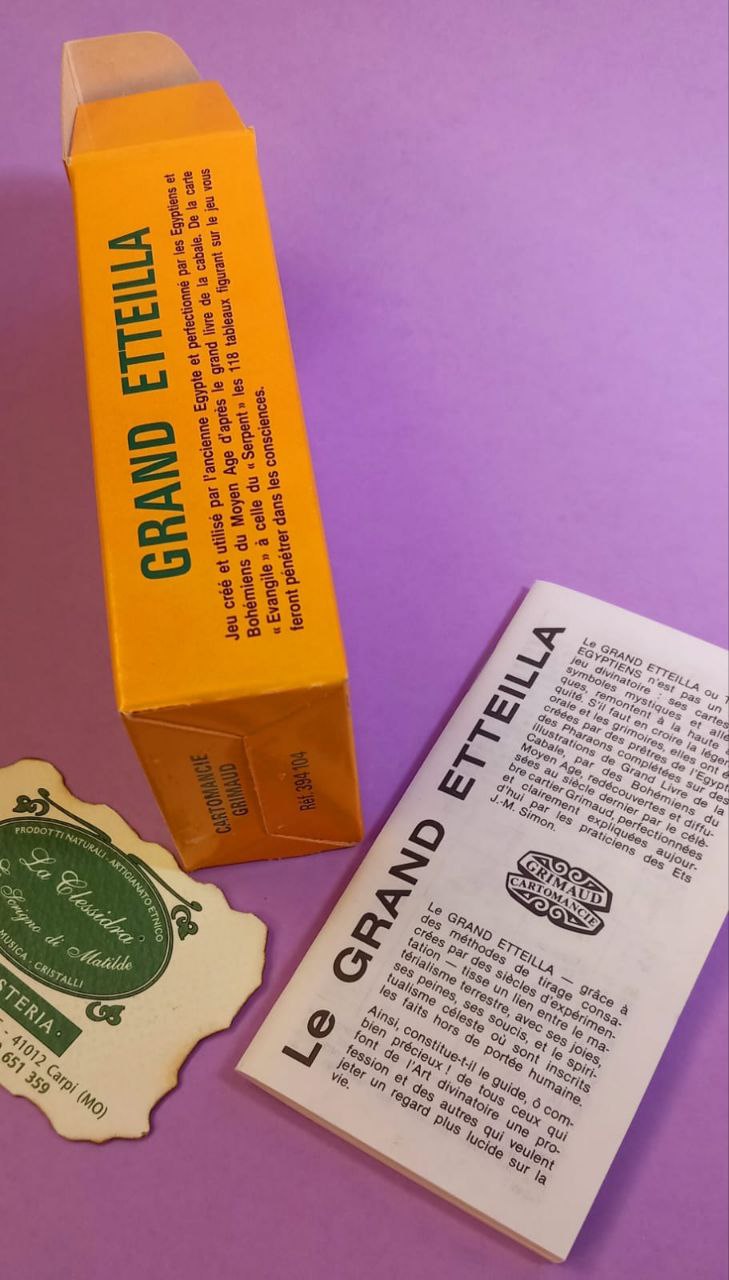 GRAND ETTEILLA
Jeu créé et utilisé par l'ancienne Egypte et perfectionné par les Egyptiens et
Bohémiens du Moyen Age d'après le grand livre de la cabale. De la carte
« Evangile » à celle du « Serpent » les 118 tableaux figurant sur le jeu vous
feront pénétrer dans les consciences.
CARTOMANCIE
GRIMAUD
Réf. 394104
Le GRAND ETTEILLA
Le GRAND ETTEILLA ou
EGYPTIENS n'est pas un
jeu divinatoire : ses cartes
symboles mystiques et
ques, remontent à la haute
quité. S'il faut en croire la
orale et les grimoires, elles ont
créées par des prêtres de
des Pharaons complétées sur des
illustrations de Grand Livre de la
Cabale, par des Bohémiens du
Moyen Age, redécouvertes et diffu-
sées au siècle dernier par le célè-
bre cartier Grimaud, perfectionnées
et clairement expliquées aujour-
d'hui par les praticiens des Ets
J.-M. Simon.
GRIMAUD
CARTOMANCIE
Le GRAND ETTEILLA — grâce à
des méthodes de tirage consa-
crées par des siècles d'expérimen-
tation — tisse un lien entre le ma-
térialisme terrestre, avec ses joies,
ses peines, ses soucis, et le spiri-
tualisme céleste où sont inscrits
les faits hors de portée humaine.
Ainsi, constitue-t-il le guide, ô com-
bien précieux ! de tous ceux qui
font de l'Art divinatoire une pro-
fession et des autres qui veulent
jeter un regard plus lucide sur la
vie.
PRODOTTI NATURALI - ARTIGIANATO ETNICO
La Clessidra
Sogno di Matilde
MUSICA - CRISTALLI
STERIA
- 41012 Carpi (MO)
651 359